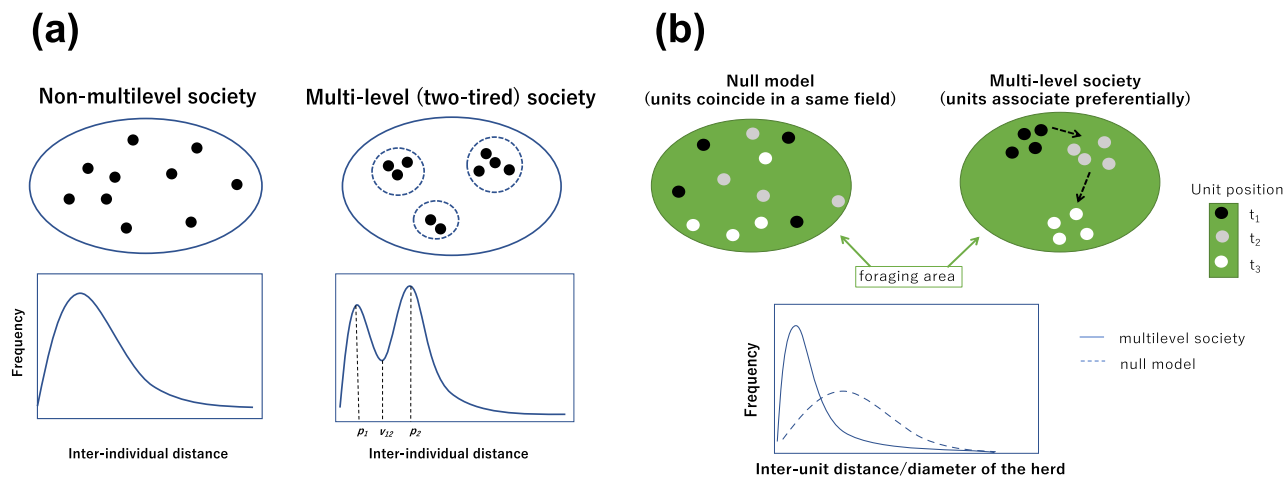 (a)
Non-multilevel society
Multi-level (two-tired) society
Frequency
p1
v12
p2
Inter-individual distance
Inter-individual distance
(b)
Null model
(units coincide in a same field)
Multi-level society
(units associate preferentially)
Unit position
t1
t2
t3
foraging area
Frequency
multilevel society
null model
Inter-unit distance/diameter of the herd